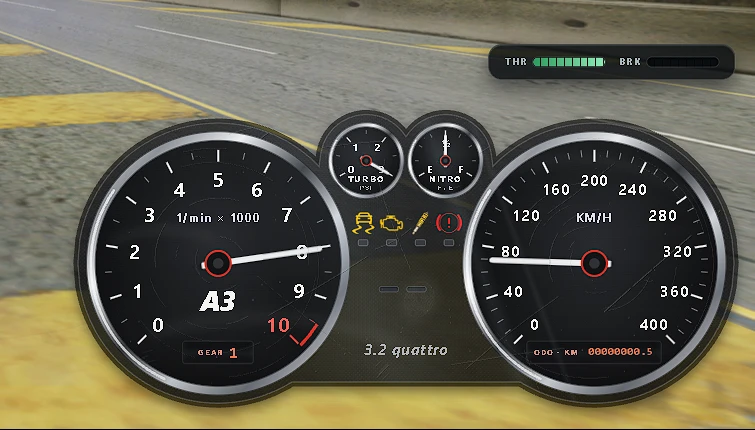 THR BRK
1 2
0 3
TURBO
PSI
1/2
E F
NITRO
0 1 2 3 4 5 6 7 8 9 10
1/min × 1000
A3
GEAR 1
3.2 quattro
0 40 80 120 160 200 240 280 320 360 400
KM/H
ODO - KM 00000000.5